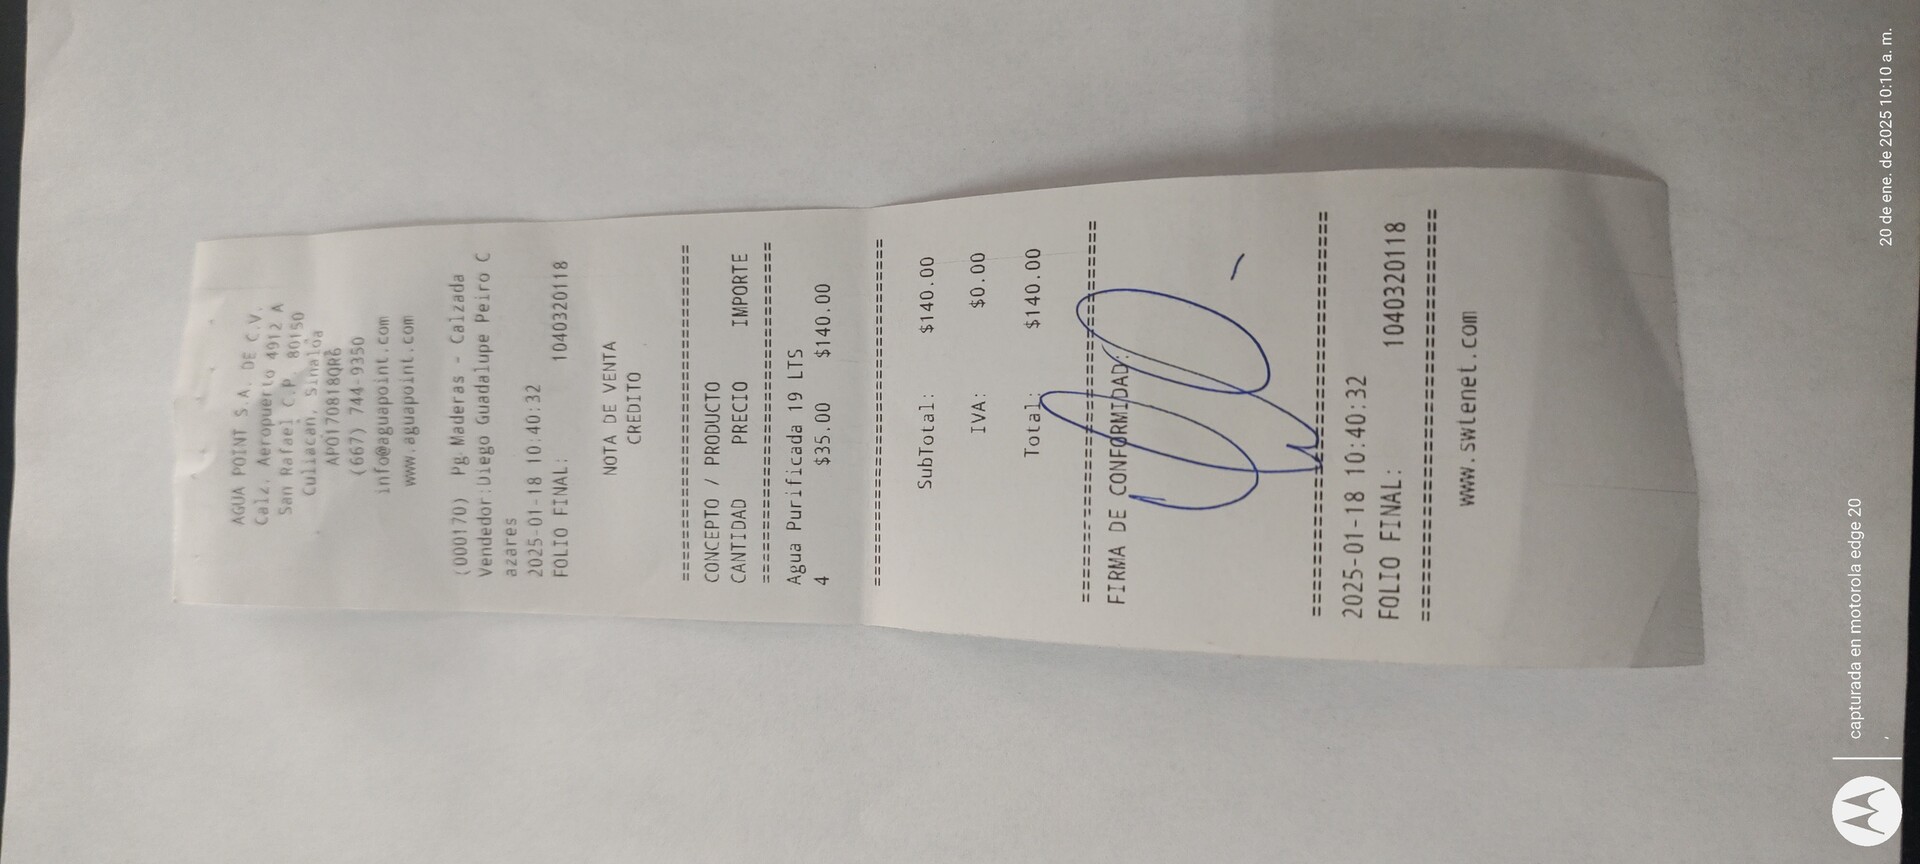 AGUA POINT S.A. DE C.V.
Calz. Aeropuerto 4912 A
San Rafael C.P. 80150
Culiacan, Sinaloa
APO170818QR6
(667) 744-9350
info@aguapoint.com
www.aguapoint.com
(000170) Pg Maderas - Calzada
Vendedor:Diego Guadalupe Peiro C
azares
2025-01-18 10:40:32
FOLIO FINAL: 1040320118
NOTA DE VENTA
CREDITO
================================
CONCEPTO / PRODUCTO
CANTIDAD PRECIO IMPORTE
================================
Agua Purificada 19 LTS
4 $35.00 $140.00
================================
SubTotal: $140.00
IVA: $0.00
Total: $140.00
================================
FIRMA DE CONFORMIDAD:
================================
2025-01-18 10:40:32
FOLIO FINAL: 1040320118
================================
www.swtenet.com
capturada en motorola edge 20
,
20 de ene. de 2025 10:10 a. m.